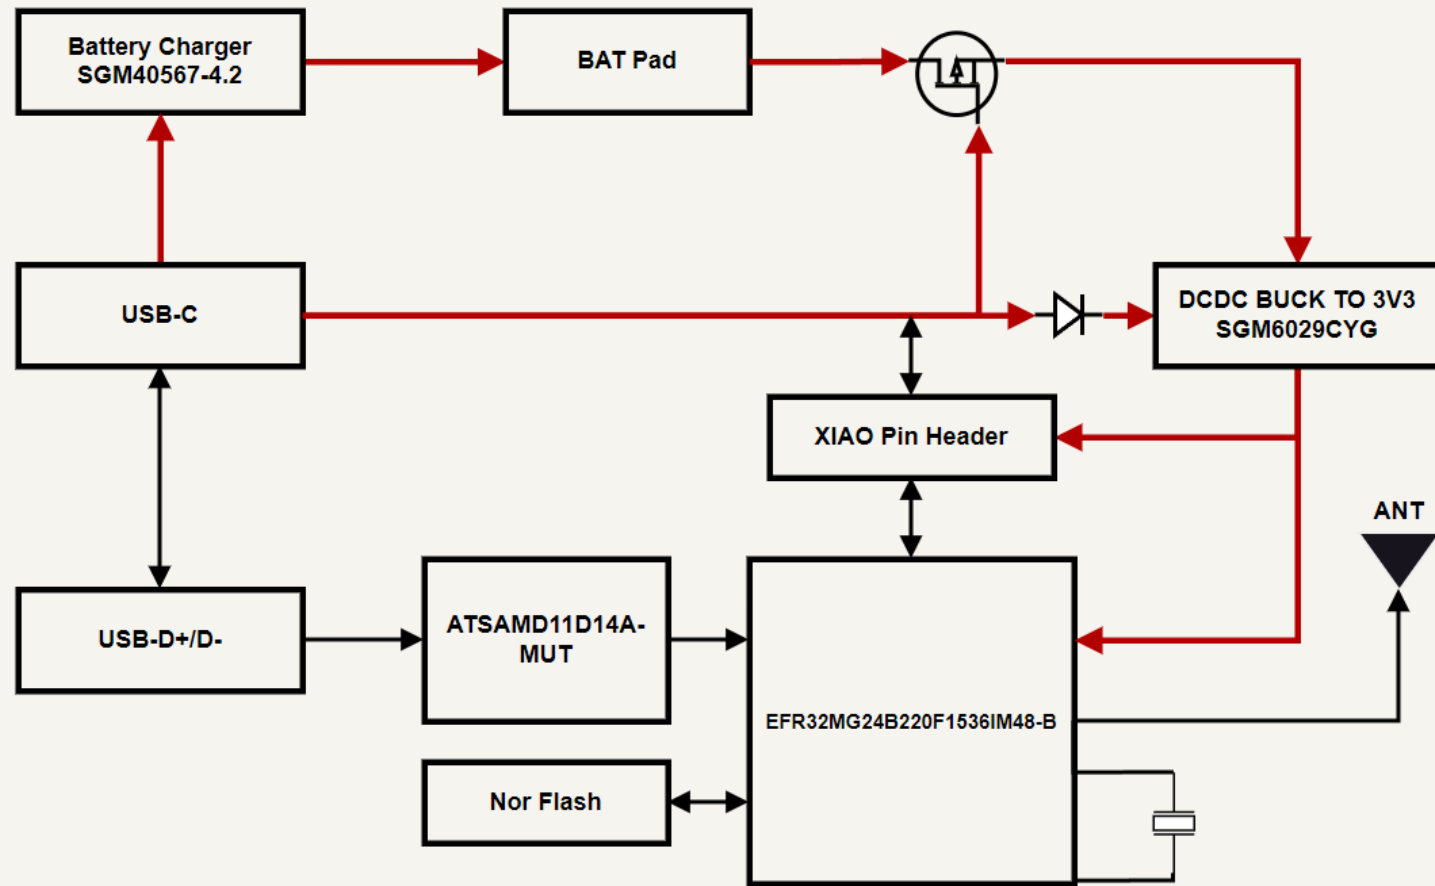 Battery Charger
SGM40567-4.2
BAT Pad
USB-C
DCDC BUCK TO 3V3
SGM6029CYG
XIAO Pin Header
ANT
USB-D+/D-
ATSAMD11D14A-
MUT
EFR32MG24B220F1536IM48-B
Nor Flash